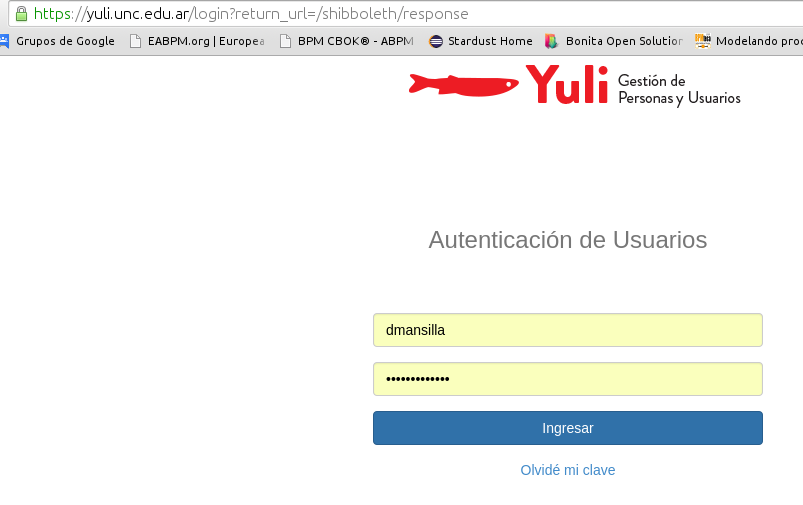 https://yuli.unc.edu.ar/login?return_url=/shibboleth/response
Grupos de Google EABPM.org | Europea BPM CBOK® - ABPM Stardust Home Bonita Open Solution Modelando proc
Yuli Gestión de
Personas y Usuarios
Autenticación de Usuarios
dmansilla
•••••••••••••
Ingresar
Olvidé mi clave